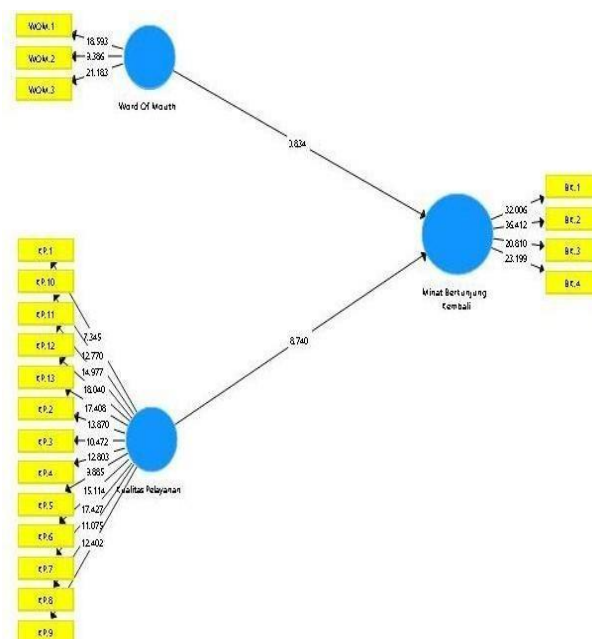 WOM.1
WOM.2
WOM.3
18.593
9.386
21.183
Word Of Mouth
BK.1
BK.2
BK.3
BK.4
32.006
36.412
20.810
23.199
Minat Berkunjung
Kembali
8.740
KP.1
KP.10
KP.11
KP.12
KP.13
KP.2
KP.3
KP.4
KP.5
KP.6
KP.7
KP.8
KP.9
7.345
12.770
14.977
18.040
17.408
13.870
10.472
12.803
9.885
15.114
17.427
11.075
12.402
Kualitas Pelayanan